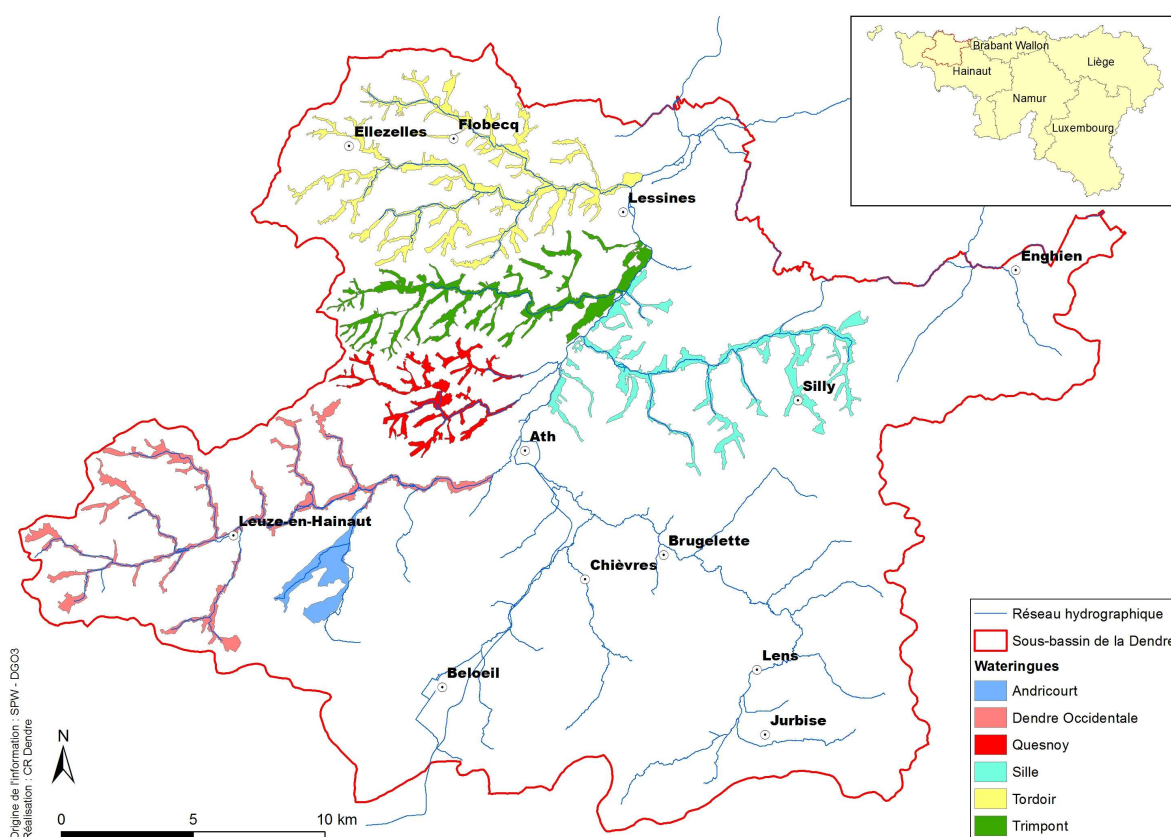 Brabant Wallon
Liège
Hainaut
Namur
Luxembourg
Ellezelles
Flobecq
Lessines
Enghien
Silly
Ath
Leuze-en-Hainaut
Brugelette
Chièvres
Beloeil
Lens
Jurbise
Réseau hydrographique
Sous-bassin de la Dendre
Wateringues
Andricourt
Dendre Occidentale
Quesnoy
Sille
Tordoir
Trimpont
N
0 5 10 km
Origine de l'information : SPW - DGO3
Réalisation : CR Dendre